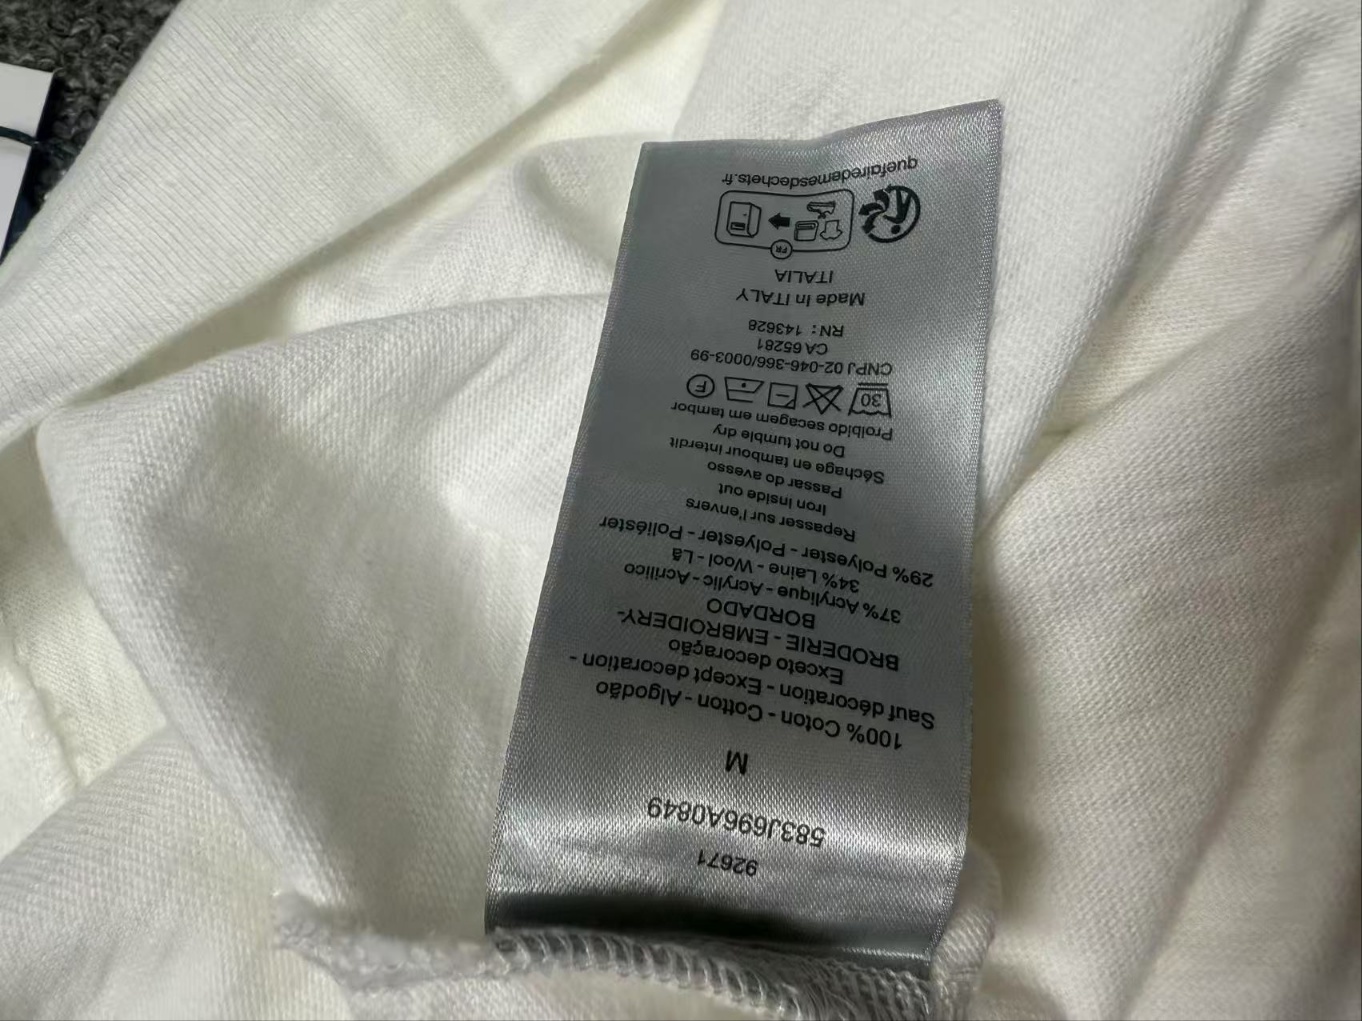 92671
583J696A0849
M
100% Coton - Cotton - Algodão
Sauf décoration - Except decoration -
Exceto decoração
BRODERIE - EMBROIDERY-
BORDADO
37% Acrylique - Acrylic - Acrilico
34% Laine - Wool - Lã
29% Polyester - Polyester - Poliéster
Repasser sur l'envers
Iron inside out
Passar do avesso
Séchage en tambour interdit
Do not tumble dry
Proibido secagem em tambor
30 F
CNPJ 02-046-366/0003-99
CA 65281
RN: 143628
Made In ITALY
ITALIA
FR
quefairedemesdechets.fr